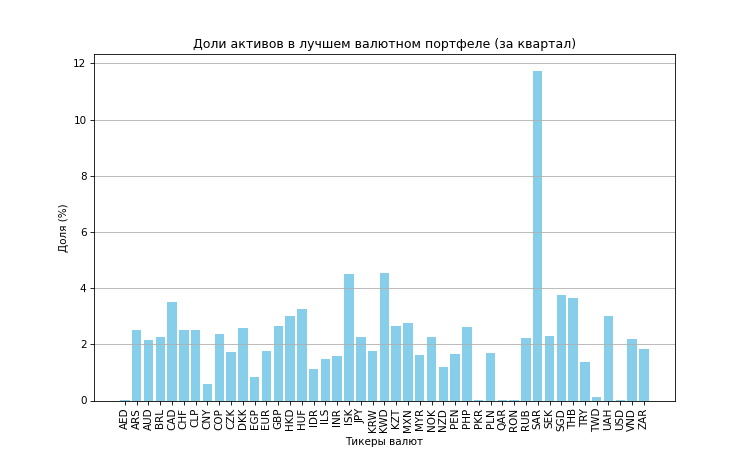 Доли активов в лучшем валютном портфеле (за квартал)
Доля (%)
12
10
8
6
4
2
0
AED ARS AUD BRL CAD CHF CLP CNY COP CZK DKK EGP EUR GBP HKD HUF IDR ILS INR ISK JPY KRW KWD KZT MXN MYR NOK NZD PEN PHP PKR PLN QAR RON RUB SAR SEK SGD THB TRY TWD UAH USD VND ZAR
Тикеры валют